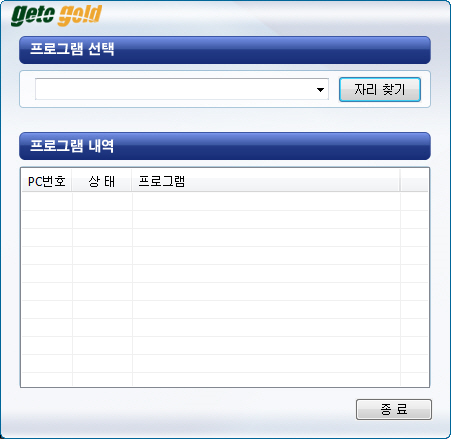 geto gold
프로그램 선택
자리 찾기
프로그램 내역
PC번호 상 태 프로그램
종 료